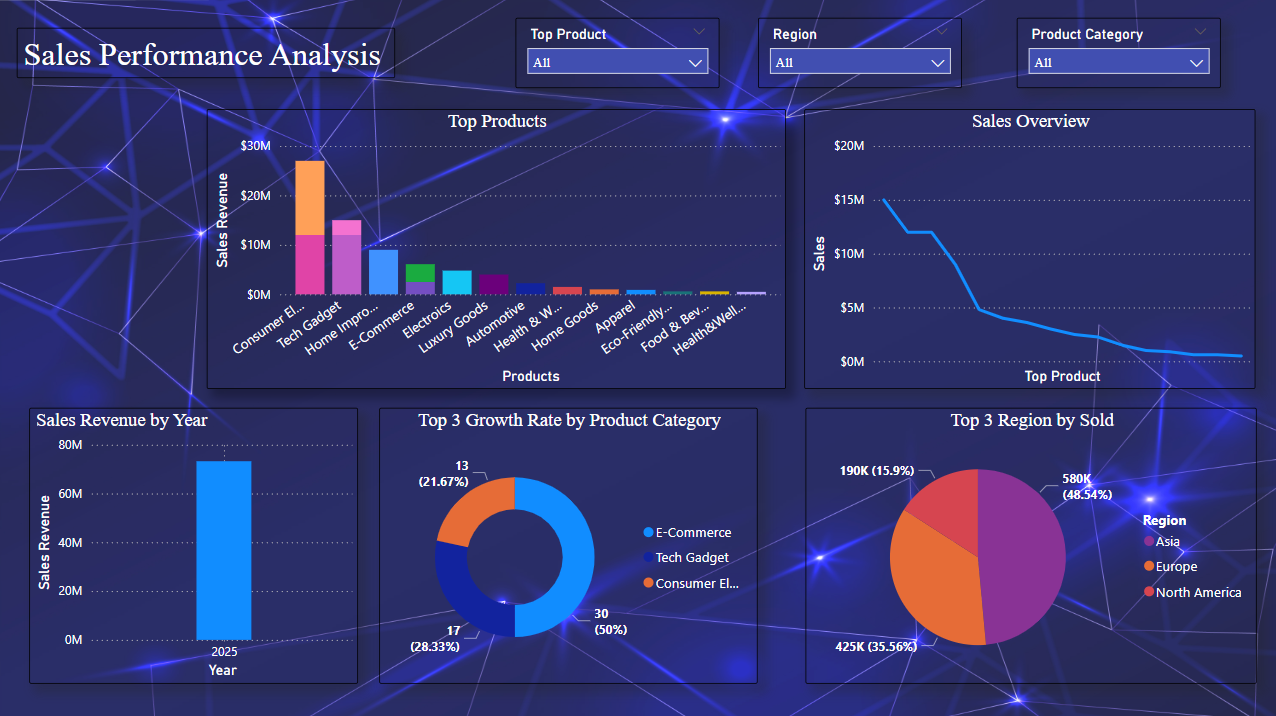 Sales Performance Analysis
Top Product
All
Region
All
Product Category
All
Top Products
$30M
$20M
$10M
$0M
Sales Revenue
Consumer El...
Tech Gadget
Home Impro...
E-Commerce
Electroics
Luxury Goods
Automotive
Health & W...
Home Goods
Apparel
Eco-Friendly...
Food & Bev...
Health&Well...
Products
Sales Overview
$20M
$15M
$10M
$5M
$0M
Sales
Top Product
Sales Revenue by Year
80M
60M
40M
20M
0M
Sales Revenue
2025
Year
Top 3 Growth Rate by Product Category
13
(21.67%)
17
(28.33%)
30
(50%)
E-Commerce
Tech Gadget
Consumer El...
Top 3 Region by Sold
190K (15.9%)
580K
(48.54%)
425K (35.56%)
Region
Asia
Europe
North America